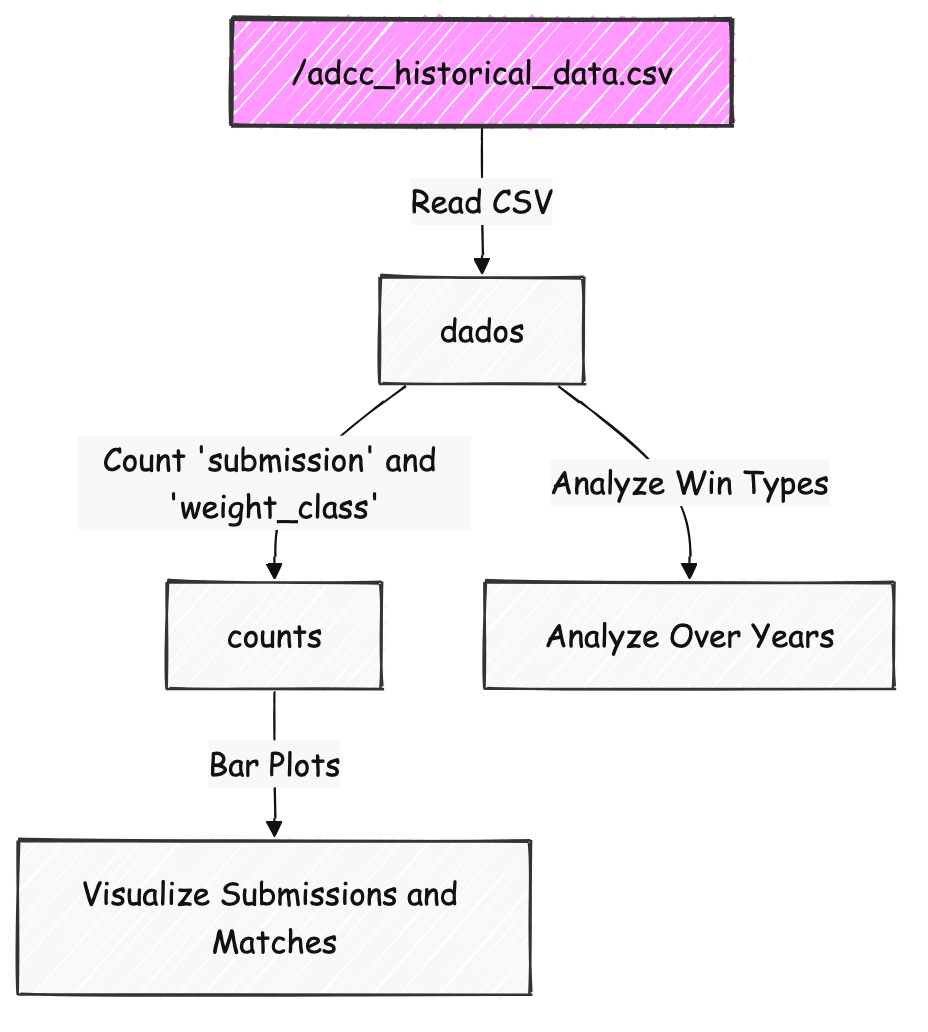 /adcc_historical_data.csv
Read CSV
dados
Count 'submission' and
'weight_class'
Analyze Win Types
counts
Analyze Over Years
Bar Plots
Visualize Submissions and
Matches